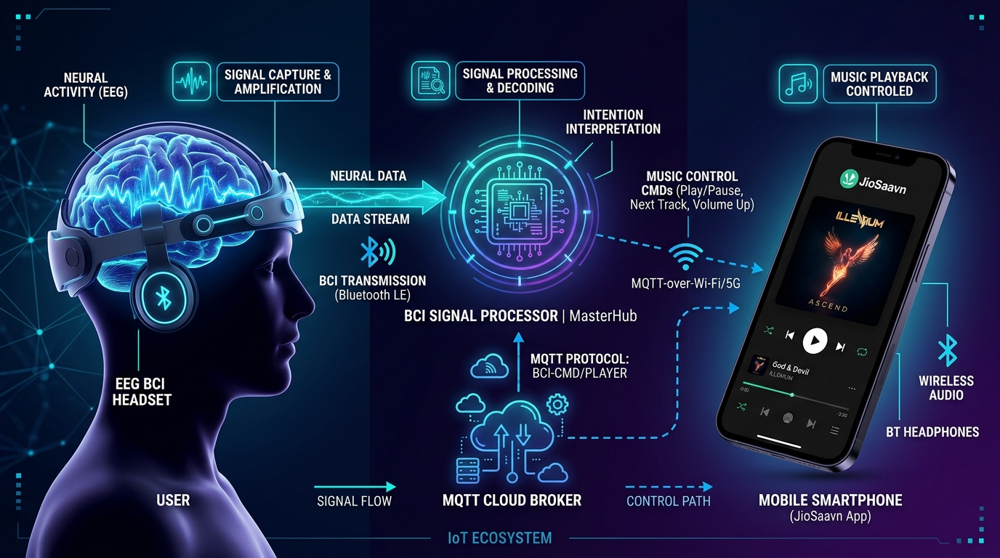 NEURAL
ACTIVITY (EEG)
SIGNAL CAPTURE &
AMPLIFICATION
SIGNAL PROCESSING
& DECODING
MUSIC PLAYBACK
CONTROLED
INTENTION
INTERPRETATION
NEURAL DATA
DATA STREAM
BCI TRANSMISSION
(Bluetooth LE)
MUSIC CONTROL
CMDs (Play/Pause,
Next Track, Volume Up)
MQTT-over-Wi-Fi/5G
BCI SIGNAL PROCESSOR | MasterHub
MQTT PROTOCOL:
BCI-CMD/PLAYER
JioSaavn
ILLENIUM
ASCEND
God & Devil
0:50
WIRELESS
AUDIO
BT HEADPHONES
EEG BCI
HEADSET
USER
SIGNAL FLOW
MQTT CLOUD BROKER
CONTROL PATH
MOBILE SMARTPHONE
(JioSaavn App)
IoT ECOSYSTEM